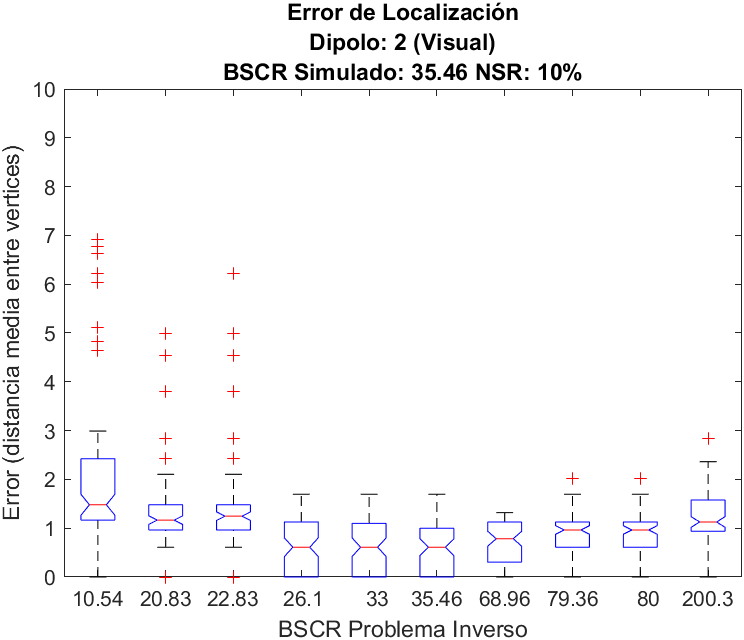 Error de Localización
Dipolo: 2 (Visual)
BSCR Simulado: 35.46 NSR: 10%
10
9
8
7
6
5
4
3
2
1
0
Error (distancia media entre vertices)
10.54 20.83 22.83 26.1 33 35.46 68.96 79.36 80 200.3
BSCR Problema Inverso